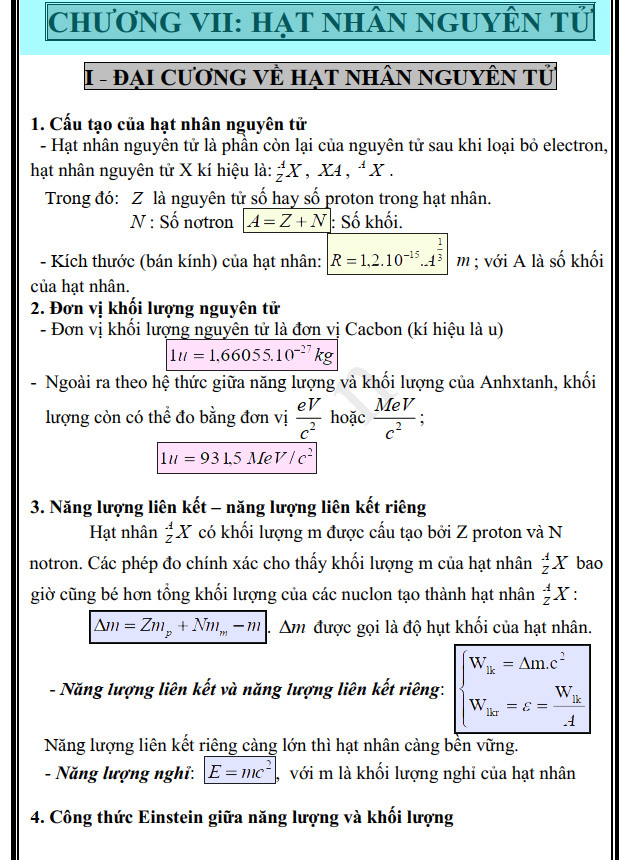 CHƯƠNG VII: HẠT NHÂN NGUYÊN TỬ
I - ĐẠI CƯƠNG VỀ HẠT NHÂN NGUYÊN TỬ
1. Cấu tạo của hạt nhân nguyên tử
- Hạt nhân nguyên tử là phần còn lại của nguyên tử sau khi loại bỏ electron,
hạt nhân nguyên tử X kí hiệu là: $^{A}_{Z}X$ , XA , $^{A}X$ .
Trong đó: Z là nguyên tử số hay số proton trong hạt nhân.
N : Số nơtron A = Z + N : Số khối.
- Kích thước (bán kính) của hạt nhân: $R = 1,2.10^{-15}.A^{\frac{1}{3}}$ m ; với A là số khối
của hạt nhân.
2. Đơn vị khối lượng nguyên tử
- Đơn vị khối lượng nguyên tử là đơn vị Cacbon (kí hiệu là u)
$1u = 1,66055.10^{-27} kg$
- Ngoài ra theo hệ thức giữa năng lượng và khối lượng của Anhxtanh, khối
lượng còn có thể đo bằng đơn vị $\frac{eV}{c^2}$ hoặc $\frac{MeV}{c^2}$ ;
$1u = 931,5 MeV/c^2$
3. Năng lượng liên kết – năng lượng liên kết riêng
Hạt nhân $^{A}_{Z}X$ có khối lượng m được cấu tạo bởi Z proton và N
notron. Các phép đo chính xác cho thấy khối lượng m của hạt nhân $^{A}_{Z}X$ bao
giờ cũng bé hơn tổng khối lượng của các nuclon tạo thành hạt nhân $^{A}_{Z}X$ :
$\Delta m = Zm_p + Nm_m - m$ . Δm được gọi là độ hụt khối của hạt nhân.
- Năng lượng liên kết và năng lượng liên kết riêng: $\begin{cases} W_{lk} = \Delta m.c^2 \\ W_{lkr} = \varepsilon = \frac{W_{lk}}{A} \end{cases}$
Năng lượng liên kết riêng càng lớn thì hạt nhân càng bền vững.
- Năng lượng nghỉ: $E = mc^2$, với m là khối lượng nghỉ của hạt nhân
4. Công thức Einstein giữa năng lượng và khối lượng